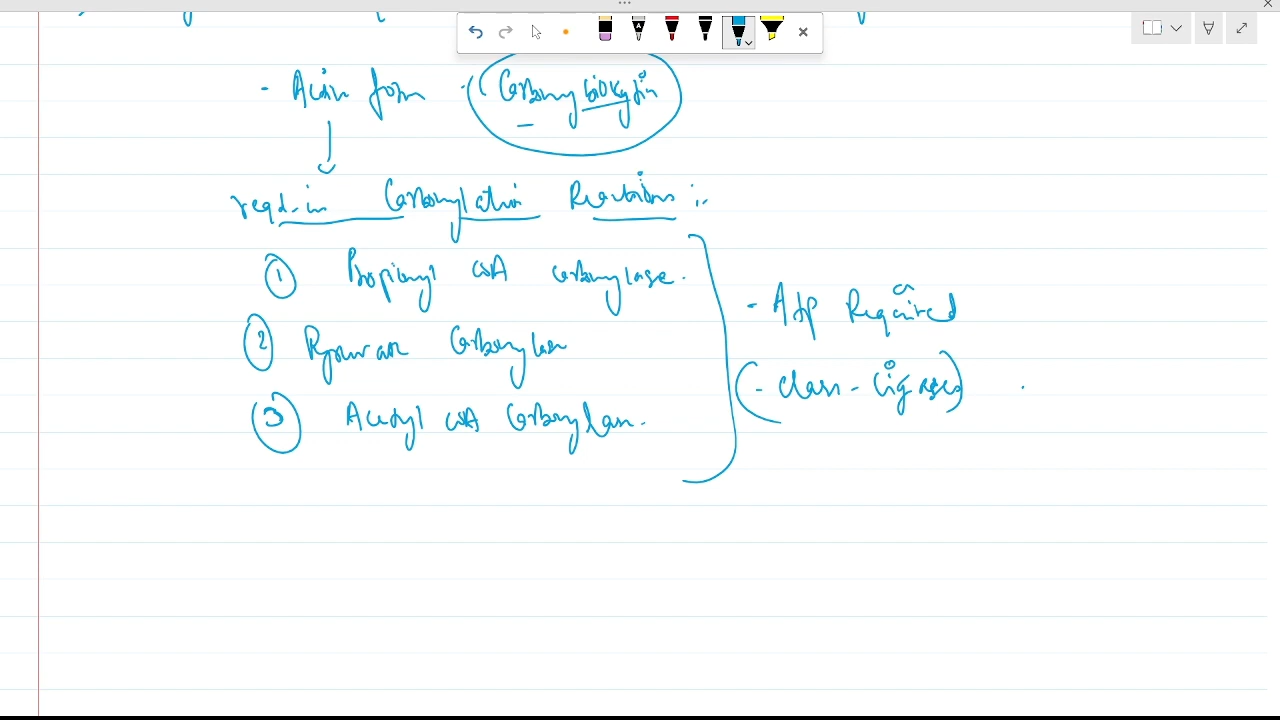 - Active form - Carboxybiotin
reqd. in Carboxylation Reactions :-
① Propionyl CoA carboxylase.
② Pyruvate Carboxylase
③ Acetyl CoA Carboxylase.
- ATP Required
(- class - Ligases)